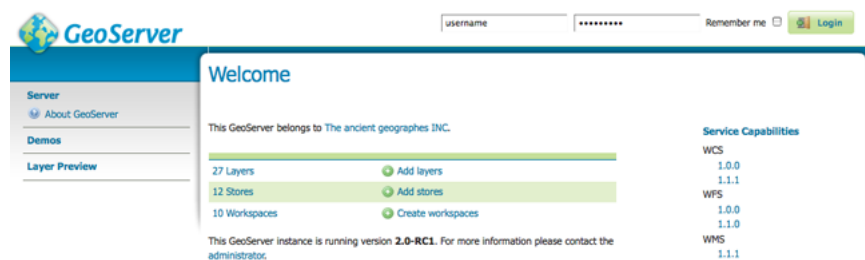 GeoServer
username
•••••••••
Remember me
Login
Server
About GeoServer
Demos
Layer Preview
Welcome
This GeoServer belongs to The ancient geographes INC.
27 Layers Add layers
12 Stores Add stores
10 Workspaces Create workspaces
This GeoServer instance is running version 2.0-RC1. For more information please contact the
administrator.
Service Capabilities
WCS
1.0.0
1.1.1
WFS
1.0.0
1.1.0
WMS
1.1.1